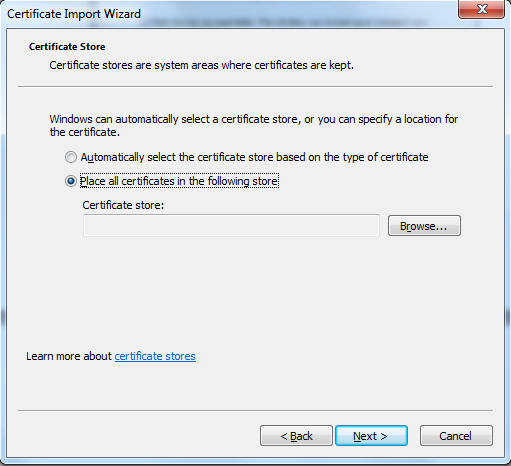 Certificate Import Wizard
Certificate Store
Certificate stores are system areas where certificates are kept.
Windows can automatically select a certificate store, or you can specify a location for
the certificate.
Automatically select the certificate store based on the type of certificate
Place all certificates in the following store
Certificate store:
Browse...
Learn more about certificate stores
< Back
Next >
Cancel